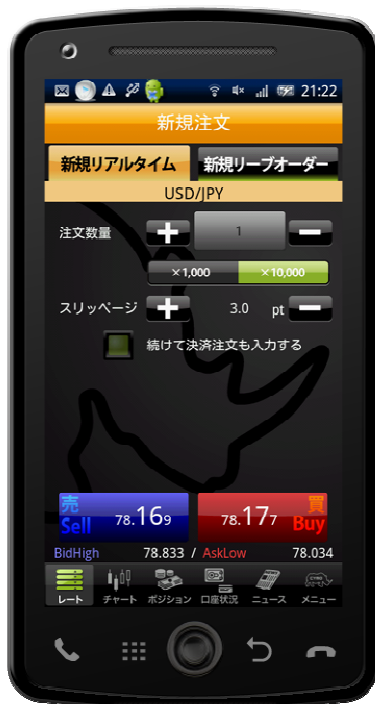 21:22
新規注文
新規リアルタイム 新規リーブオーダー
USD/JPY
注文数量 1
×1,000 ×10,000
スリッページ 3.0 pt
続けて決済注文も入力する
売 Sell 78.169 78.177 買 Buy
BidHigh 78.833 / AskLow 78.034
レート チャート ポジション 口座状況 ニュース メニュー